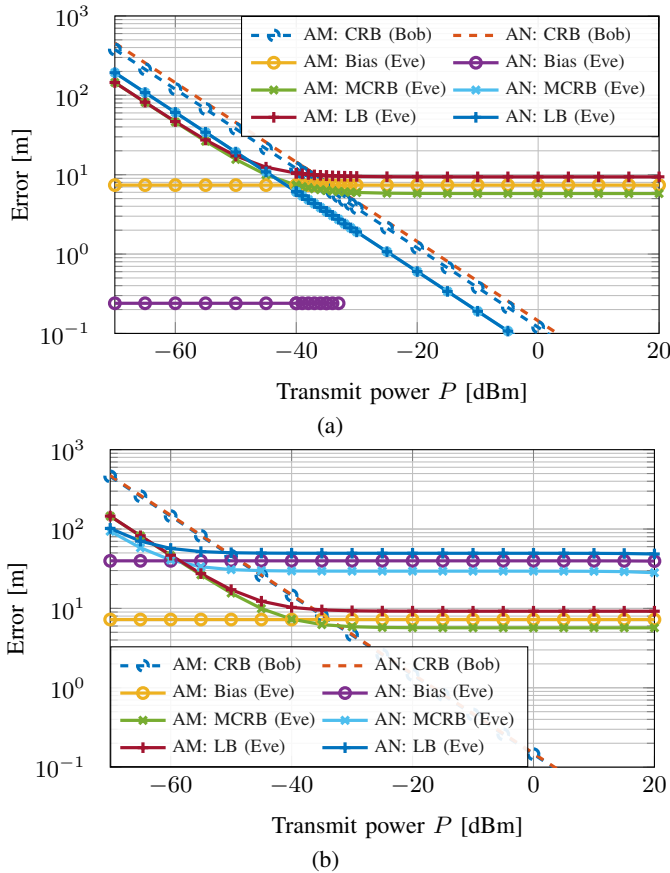 10^3
10^2
10^1
10^0
10^{-1}
Error [m]
AM: CRB (Bob) AN: CRB (Bob)
AM: Bias (Eve) AN: Bias (Eve)
AM: MCRB (Eve) AN: MCRB (Eve)
AM: LB (Eve) AN: LB (Eve)
−60 −40 −20 0 20
Transmit power P [dBm]
(a)
10^3
10^2
10^1
10^0
10^{-1}
Error [m]
AM: CRB (Bob) AN: CRB (Bob)
AM: Bias (Eve) AN: Bias (Eve)
AM: MCRB (Eve) AN: MCRB (Eve)
AM: LB (Eve) AN: LB (Eve)
−60 −40 −20 0 20
Transmit power P [dBm]
(b)